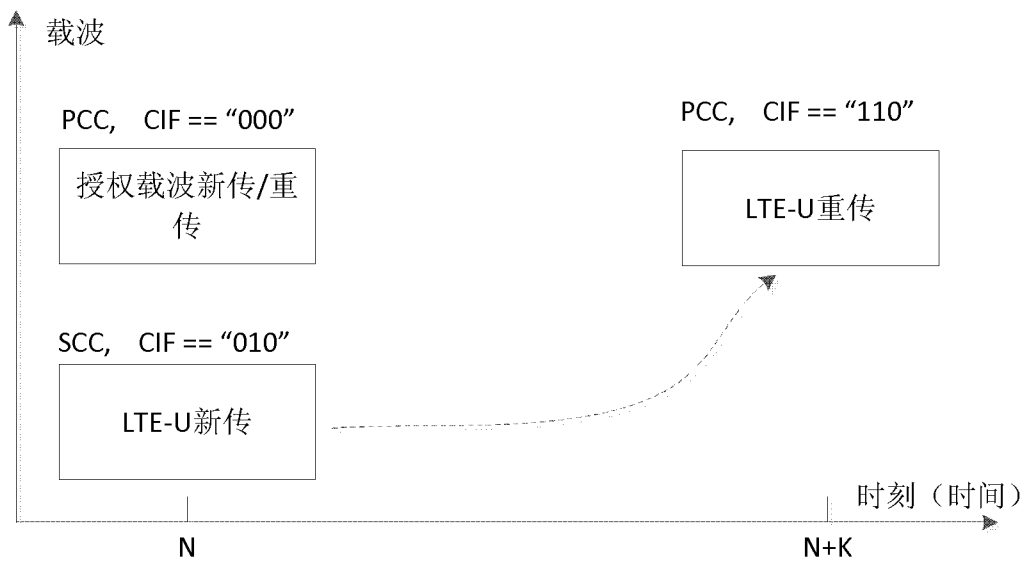 载波
PCC, CIF == “000”
授权载波新传/重
传
PCC, CIF == “110”
LTE-U重传
SCC, CIF == “010”
LTE-U新传
时刻（时间）
N
N+K